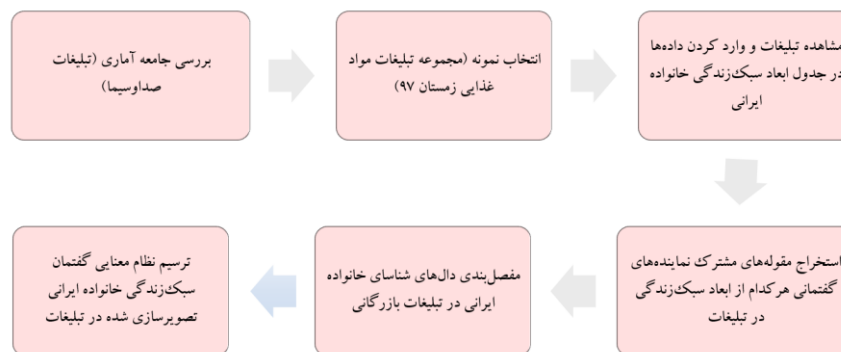 بررسی جامعه آماری (تبلیغات
صداوسیما)
انتخاب نمونه (مجموعه تبلیغات مواد
غذایی زمستان ۹۷)
مشاهده تبلیغات و وارد کردن داده‌ها
در جدول ابعاد سبک‌زندگی خانواده
ایرانی
استخراج مقوله‌های مشترک نماینده‌های
گفتمانی هرکدام از ابعاد سبک‌زندگی
در تبلیغات
مفصل‌بندی دال‌های شناسای خانواده
ایرانی در تبلیغات بازرگانی
ترسیم نظام معنایی گفتمان
سبک‌زندگی خانواده ایرانی
تصویرسازی شده در تبلیغات